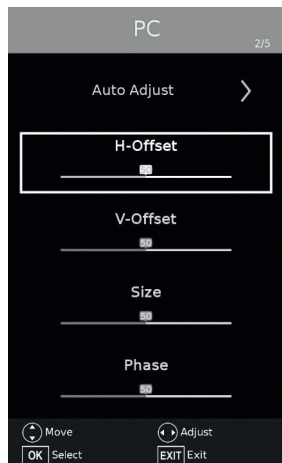 PC
2/5
Auto Adjust
H-Offset
50
V-Offset
50
Size
50
Phase
50
Move Adjust
OK Select EXIT Exit